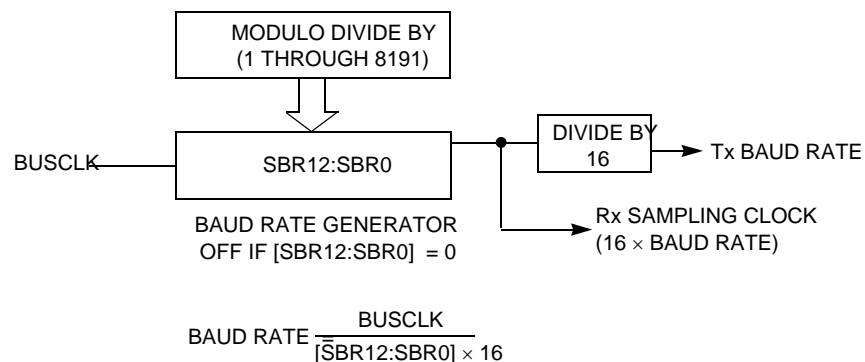 MODULO DIVIDE BY
(1 THROUGH 8191)
BUSCLK
SBR12:SBR0
DIVIDE BY
16
Tx BAUD RATE
Rx SAMPLING CLOCK
(16 × BAUD RATE)
BAUD RATE GENERATOR
OFF IF [SBR12:SBR0] = 0
BAUD RATE =
BUSCLK
[SBR12:SBR0] × 16